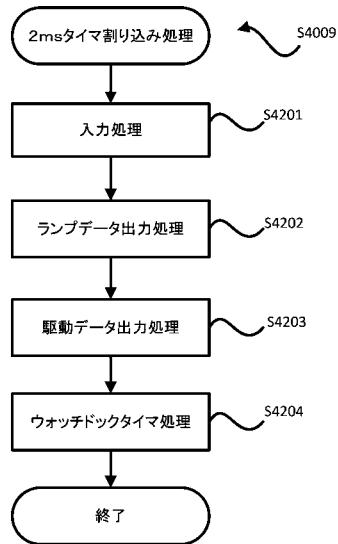 2msタイマ割り込み処理
S4009
入力処理
S4201
ランプデータ出力処理
S4202
駆動データ出力処理
S4203
ウォッチドックタイマ処理
S4204
終了